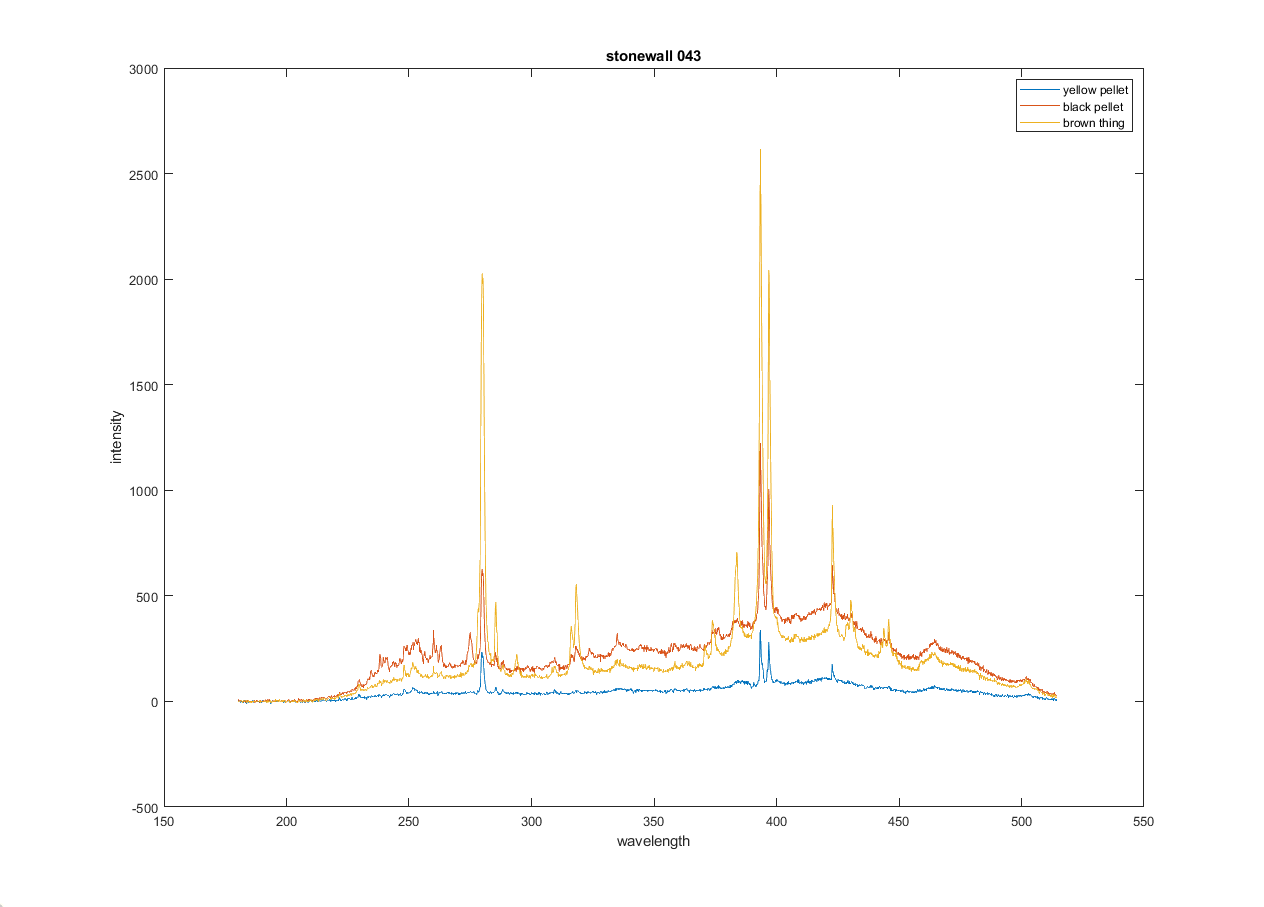 stonewall 043
3000
2500
2000
1500
1000
500
0
-500
intensity
yellow pellet
black pellet
brown thing
150 200 250 300 350 400 450 500 550
wavelength